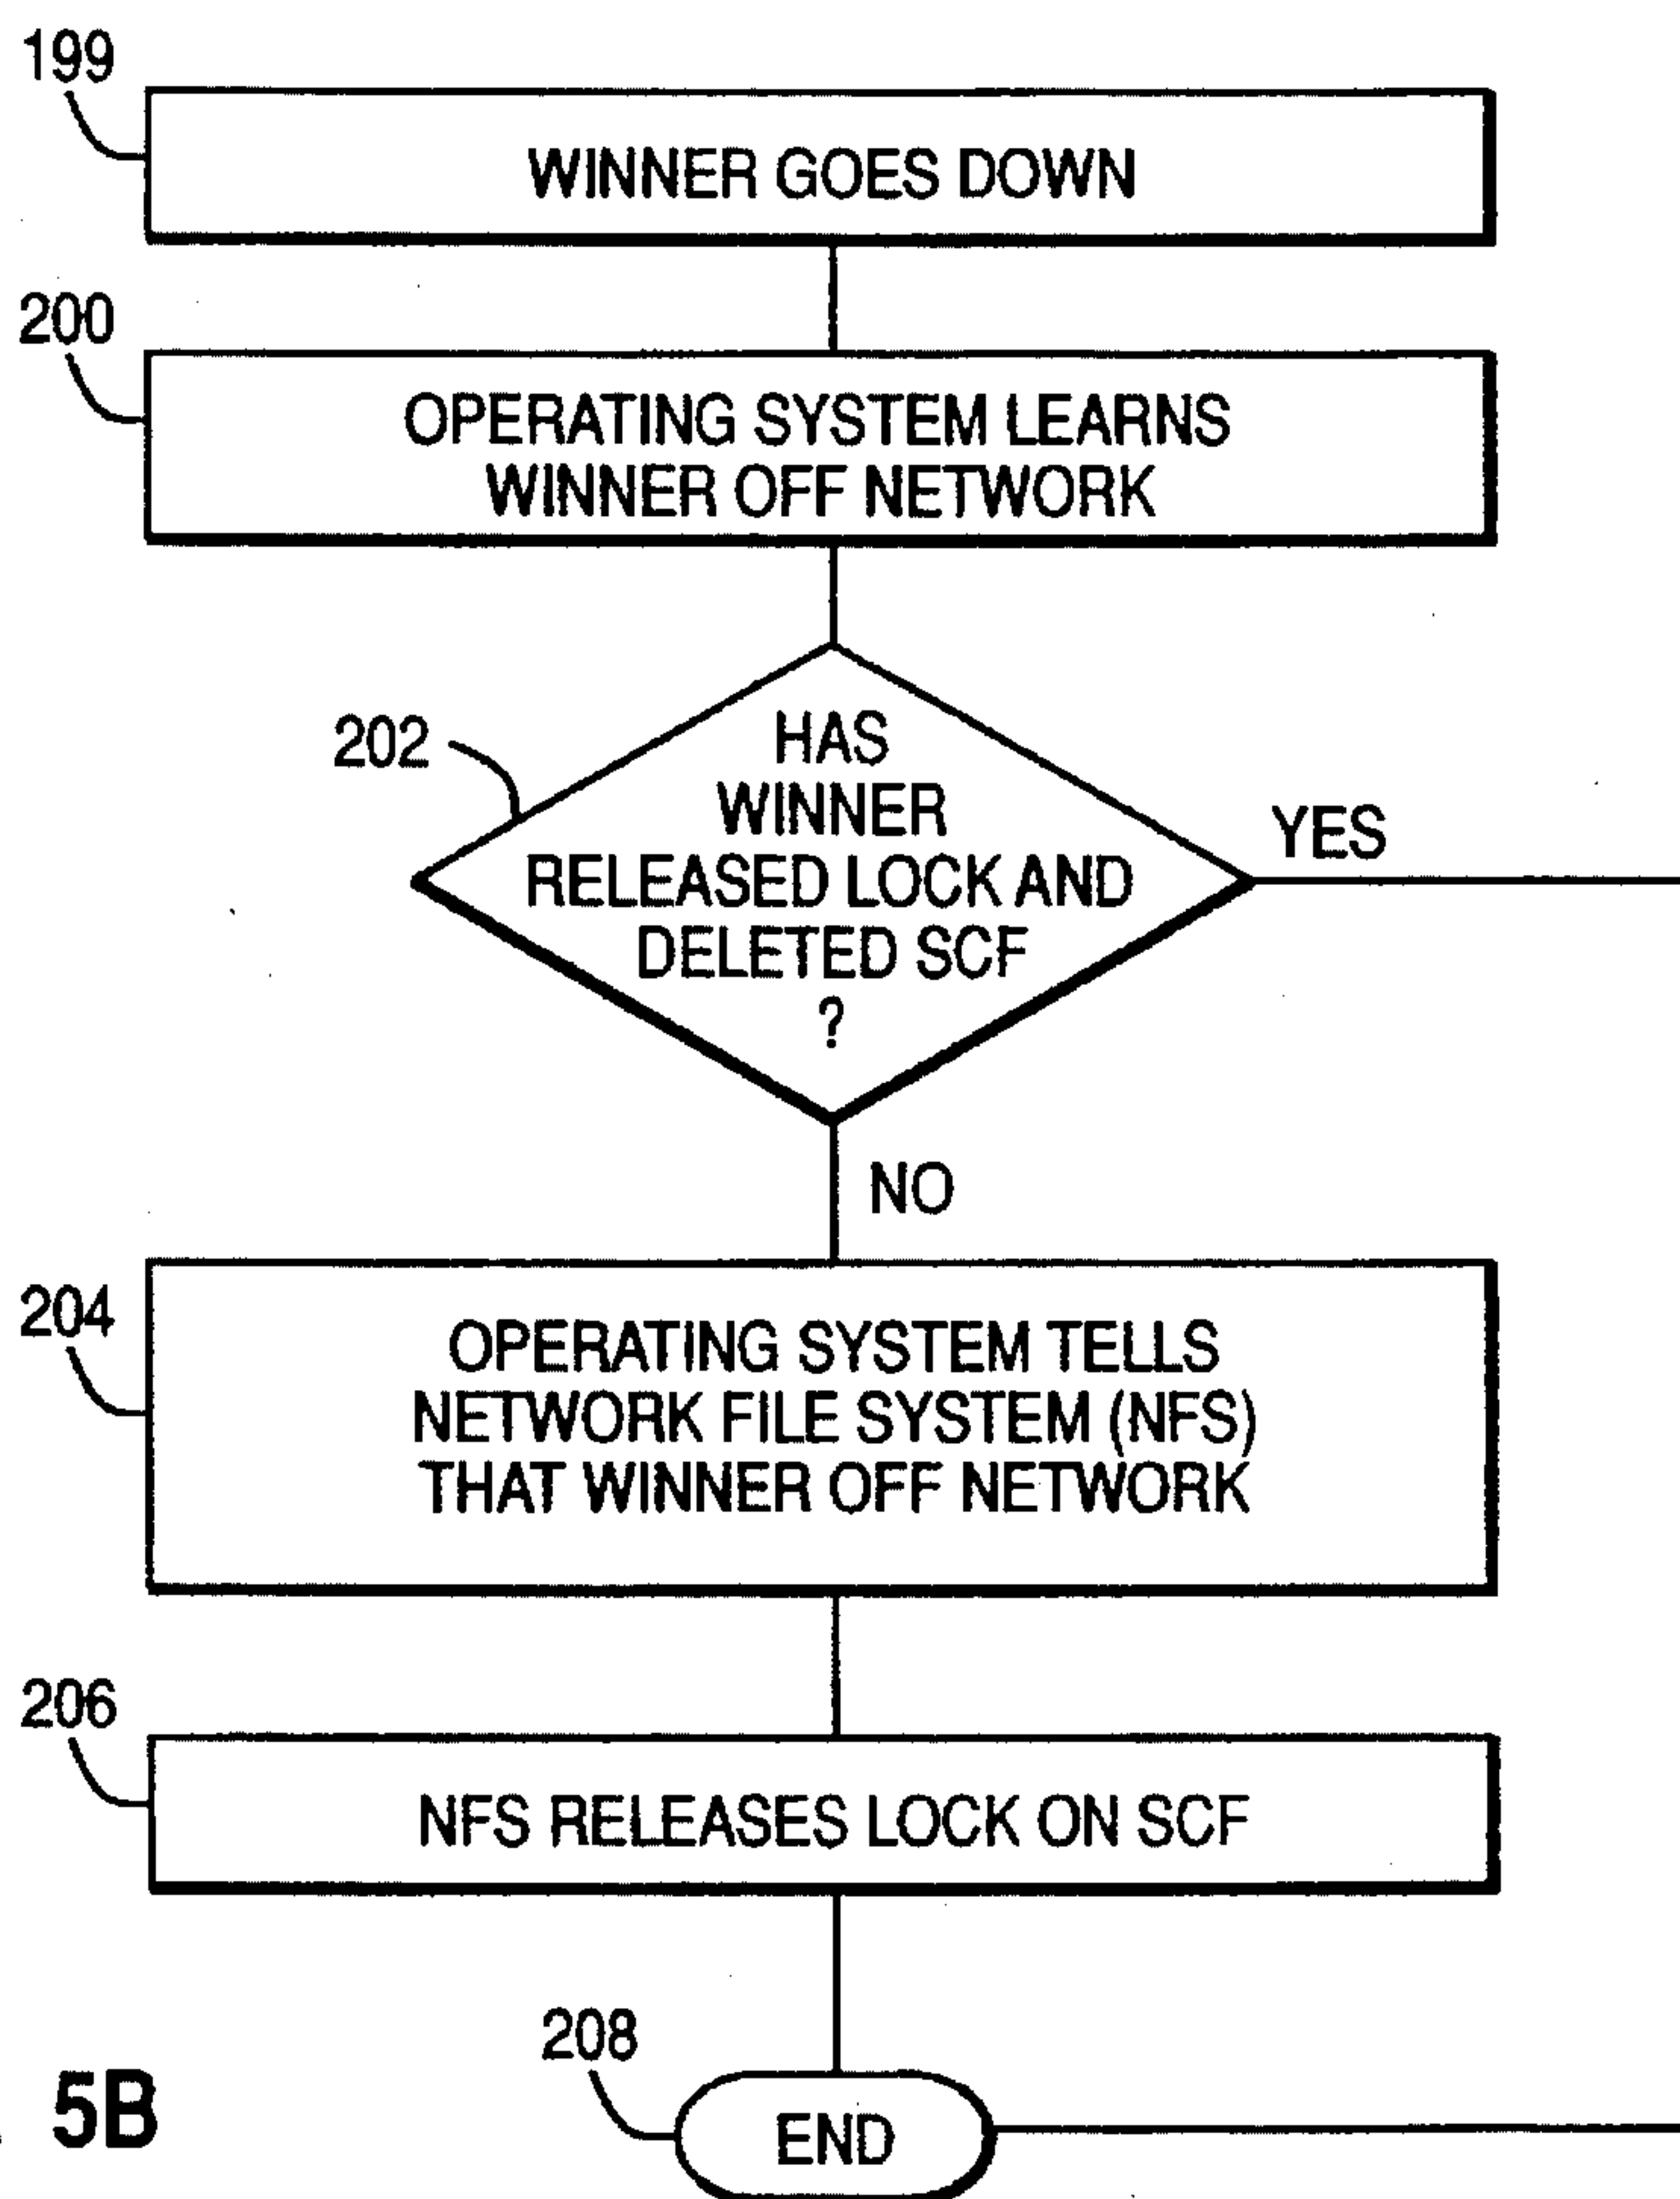 199
WINNER GOES DOWN
200
OPERATING SYSTEM LEARNS
WINNER OFF NETWORK
202
HAS
WINNER
RELEASED LOCK AND
DELETED SCF
?
YES
NO
204
OPERATING SYSTEM TELLS
NETWORK FILE SYSTEM (NFS)
THAT WINNER OFF NETWORK
206
NFS RELEASES LOCK ON SCF
208
END
5B